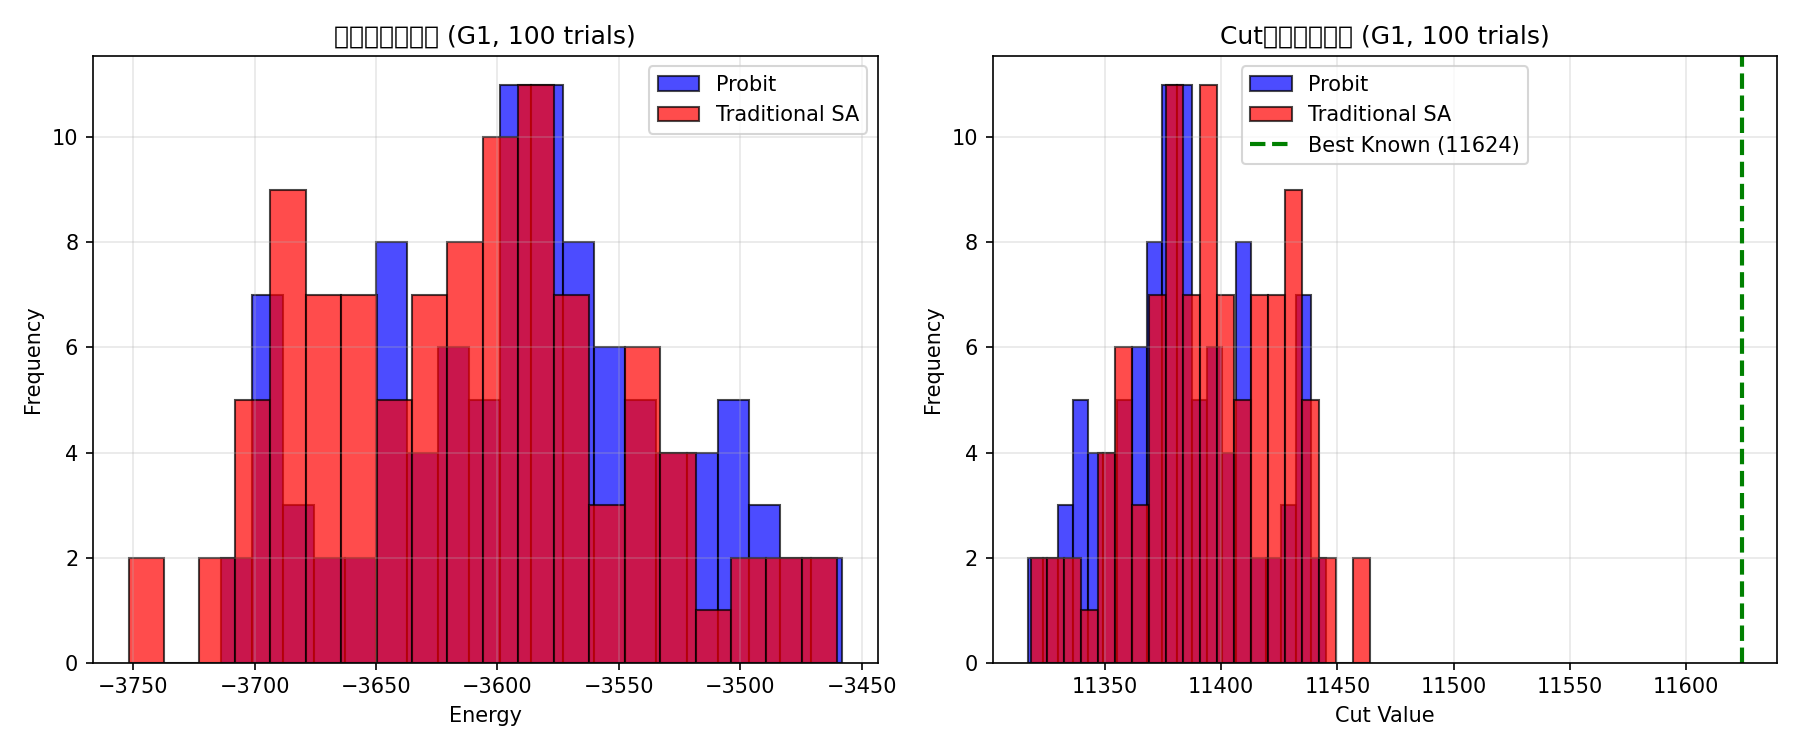 (G1, 100 trials)
Probit
Traditional SA
Frequency
10
8
6
4
2
0
−3750
−3700
−3650
−3600
−3550
−3500
−3450
Energy
Cut (G1, 100 trials)
Probit
Traditional SA
Best Known (11624)
Frequency
10
8
6
4
2
0
11350
11400
11450
11500
11550
11600
Cut Value